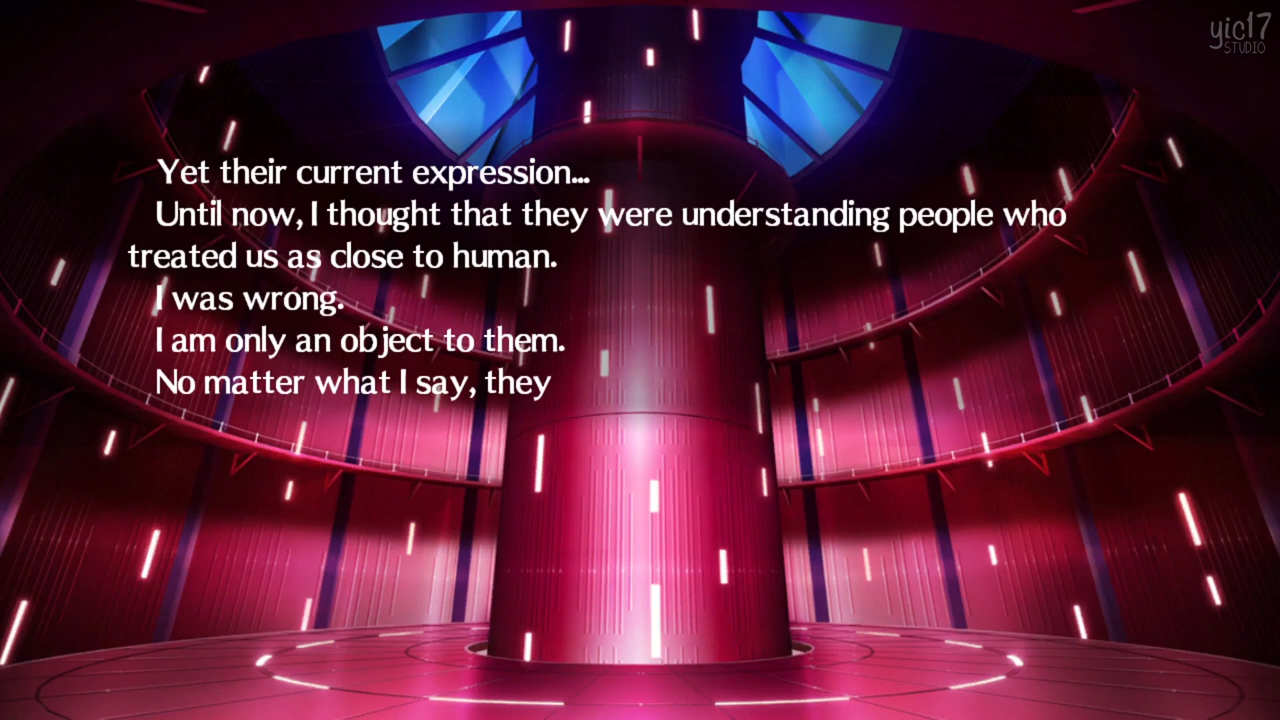 yic17
STUDIO
Yet their current expression...
Until now, I thought that they were understanding people who
treated us as close to human.
I was wrong.
I am only an object to them.
No matter what I say, they